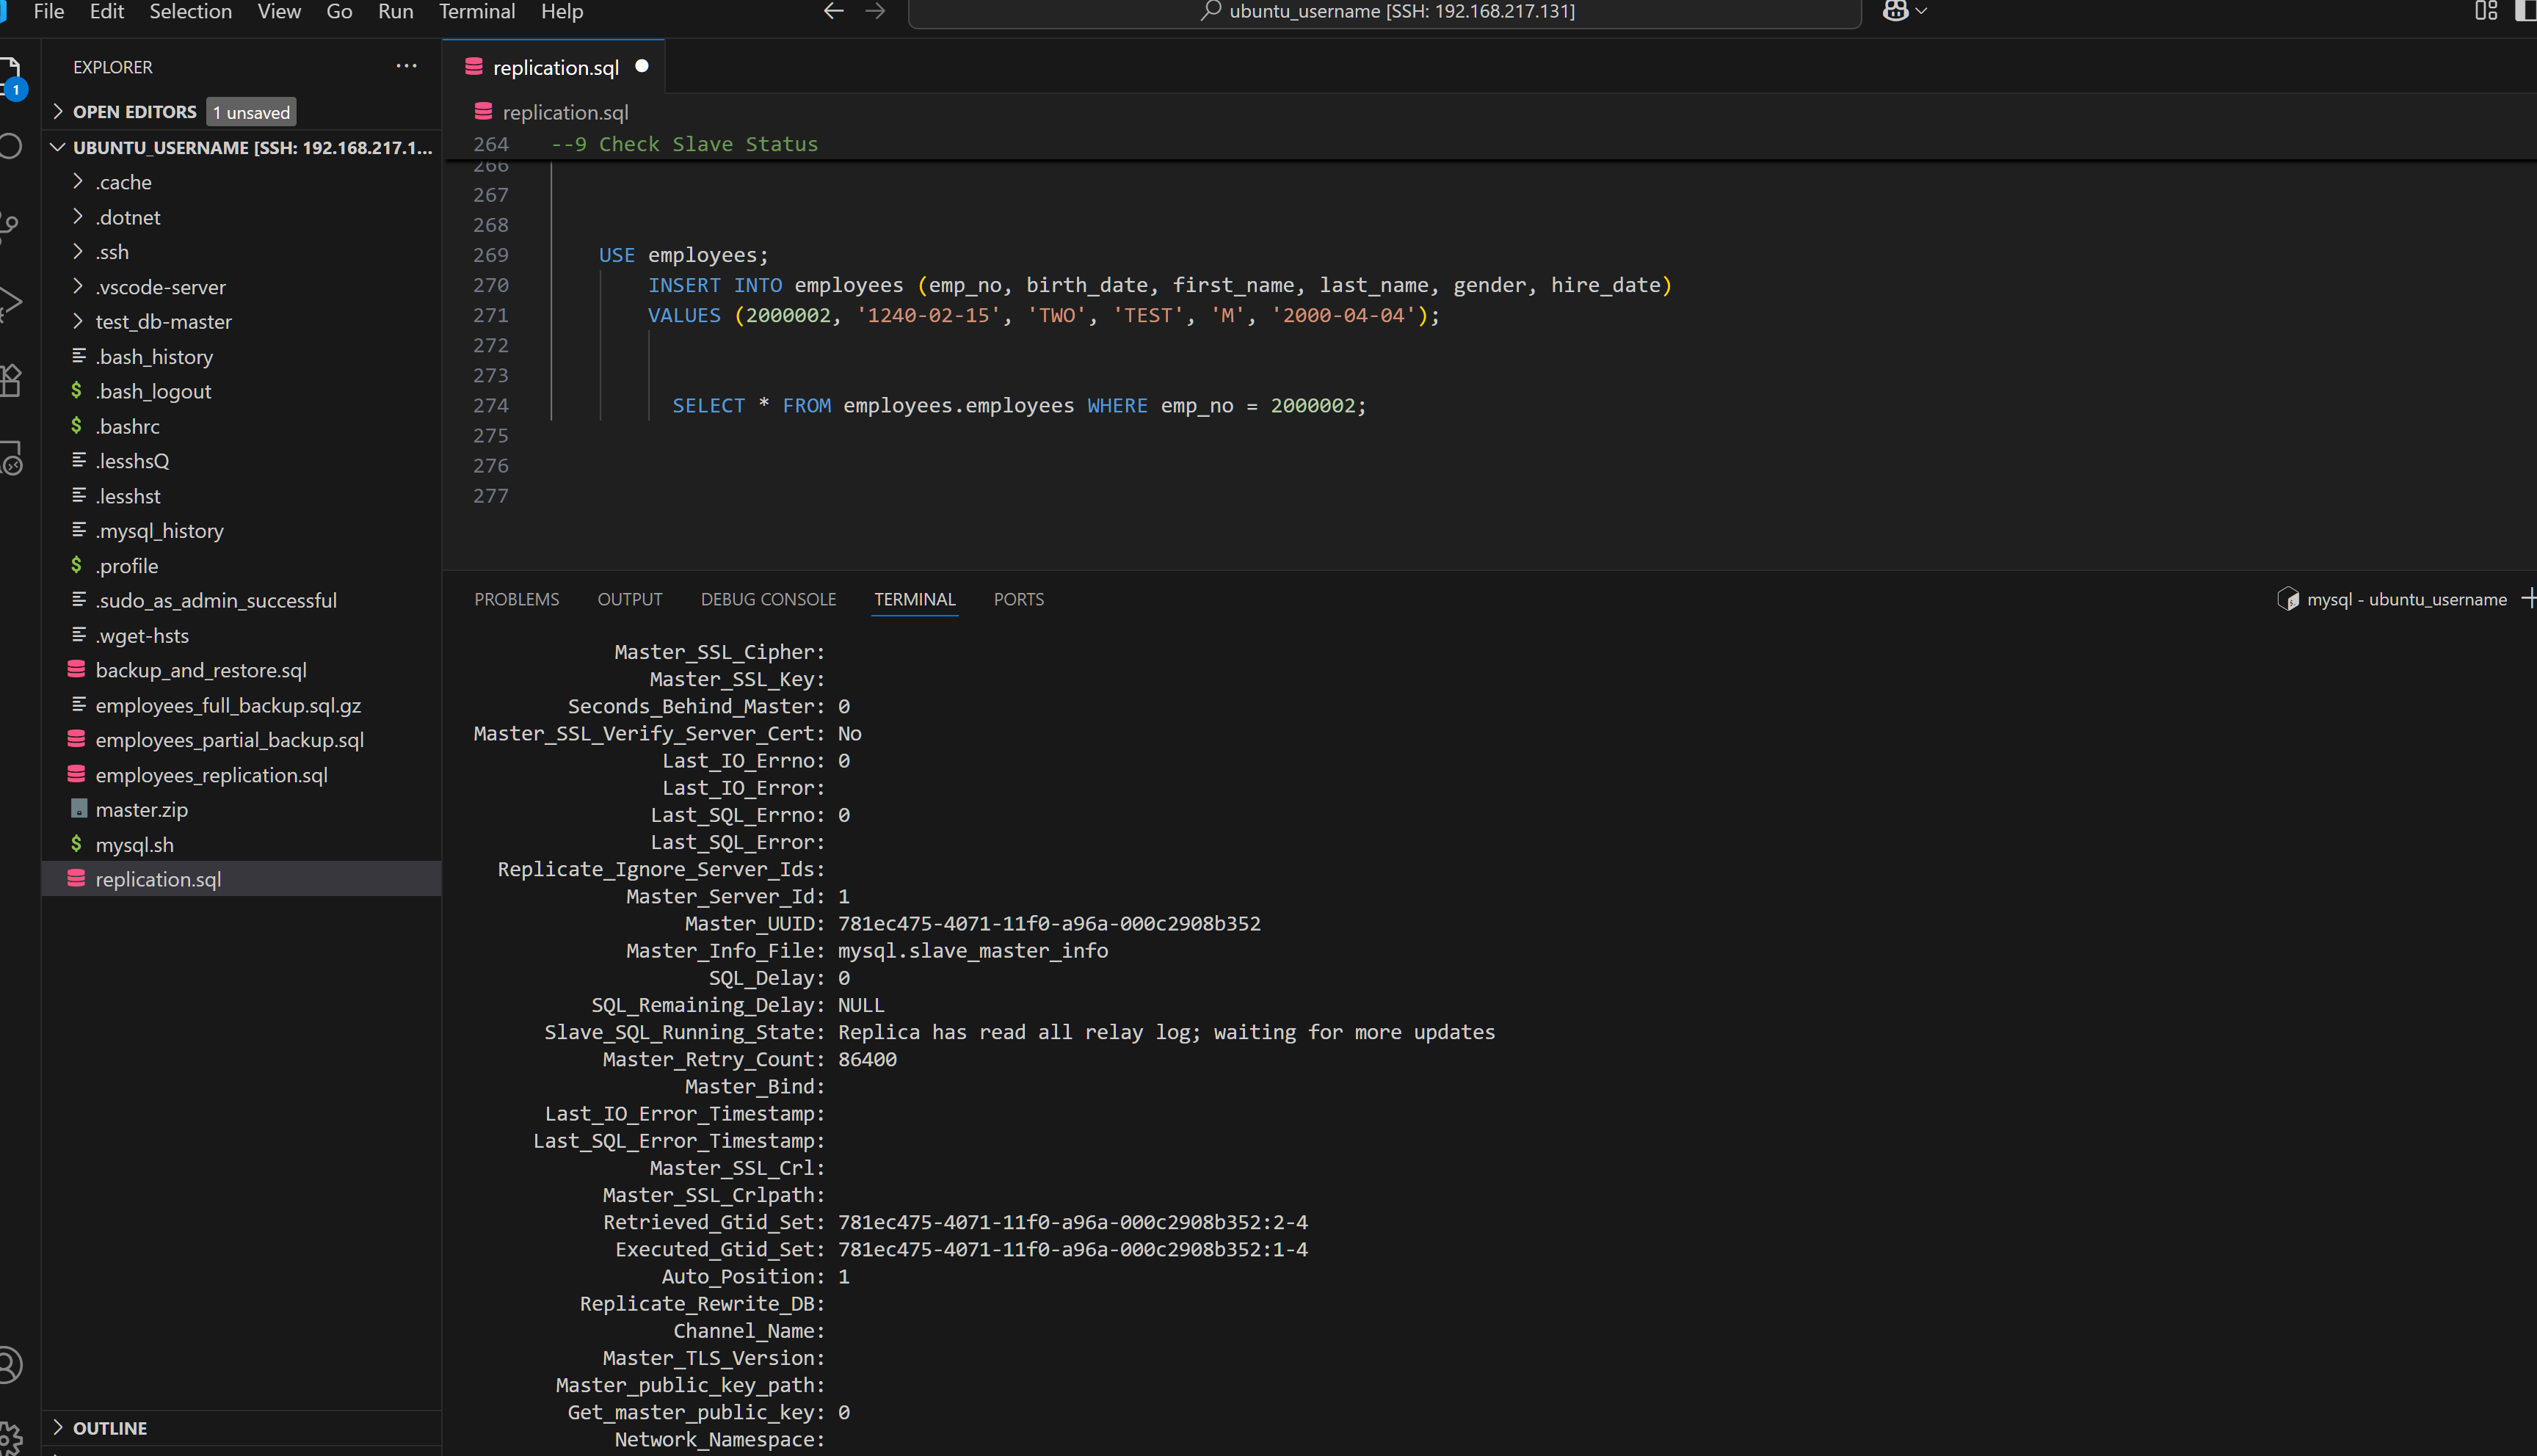 File Edit Selection View Go Run Terminal Help
ubuntu_username [SSH: 192.168.217.131]
EXPLORER
OPEN EDITORS 1 unsaved
UBUNTU_USERNAME [SSH: 192.168.217.1...
.cache
.dotnet
.ssh
.vscode-server
test_db-master
.bash_history
.bash_logout
.bashrc
.lesshsQ
.lesshst
.mysql_history
.profile
.sudo_as_admin_successful
.wget-hsts
backup_and_restore.sql
employees_full_backup.sql.gz
employees_partial_backup.sql
employees_replication.sql
master.zip
mysql.sh
replication.sql
OUTLINE
1
replication.sql
replication.sql
264 --9 Check Slave Status
266
267
268
269 USE employees;
270 INSERT INTO employees (emp_no, birth_date, first_name, last_name, gender, hire_date)
271 VALUES (2000002, '1240-02-15', 'TWO', 'TEST', 'M', '2000-04-04');
272
273
274 SELECT * FROM employees.employees WHERE emp_no = 2000002;
275
276
277
PROBLEMS OUTPUT DEBUG CONSOLE TERMINAL PORTS
mysql - ubuntu_username
Master_SSL_Cipher:
Master_SSL_Key:
Seconds_Behind_Master: 0
Master_SSL_Verify_Server_Cert: No
Last_IO_Errno: 0
Last_IO_Error:
Last_SQL_Errno: 0
Last_SQL_Error:
Replicate_Ignore_Server_Ids:
Master_Server_Id: 1
Master_UUID: 781ec475-4071-11f0-a96a-000c2908b352
Master_Info_File: mysql.slave_master_info
SQL_Delay: 0
SQL_Remaining_Delay: NULL
Slave_SQL_Running_State: Replica has read all relay log; waiting for more updates
Master_Retry_Count: 86400
Master_Bind:
Last_IO_Error_Timestamp:
Last_SQL_Error_Timestamp:
Master_SSL_Crl:
Master_SSL_Crlpath:
Retrieved_Gtid_Set: 781ec475-4071-11f0-a96a-000c2908b352:2-4
Executed_Gtid_Set: 781ec475-4071-11f0-a96a-000c2908b352:1-4
Auto_Position: 1
Replicate_Rewrite_DB:
Channel_Name:
Master_TLS_Version:
Master_public_key_path:
Get_master_public_key: 0
Network_Namespace: